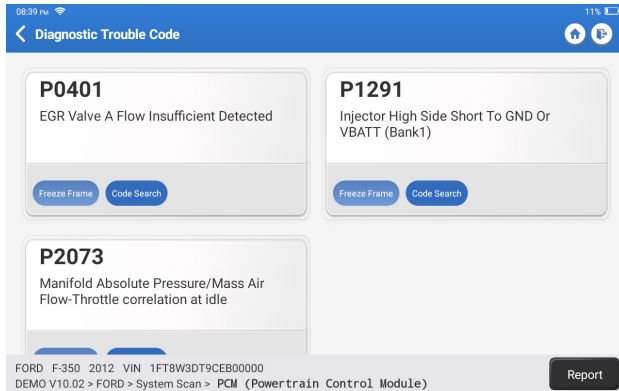 08:39 PM
11%
Diagnostic Trouble Code
P0401
EGR Valve A Flow Insufficient Detected
Freeze Frame
Code Search
P1291
Injector High Side Short To GND Or
VBATT (Bank1)
Freeze Frame
Code Search
P2073
Manifold Absolute Pressure/Mass Air
Flow-Throttle correlation at idle
FORD F-350 2012 VIN 1FT8W3DT9CEB00000
DEMO V10.02 > FORD > System Scan > PCM (Powertrain Control Module)
Report